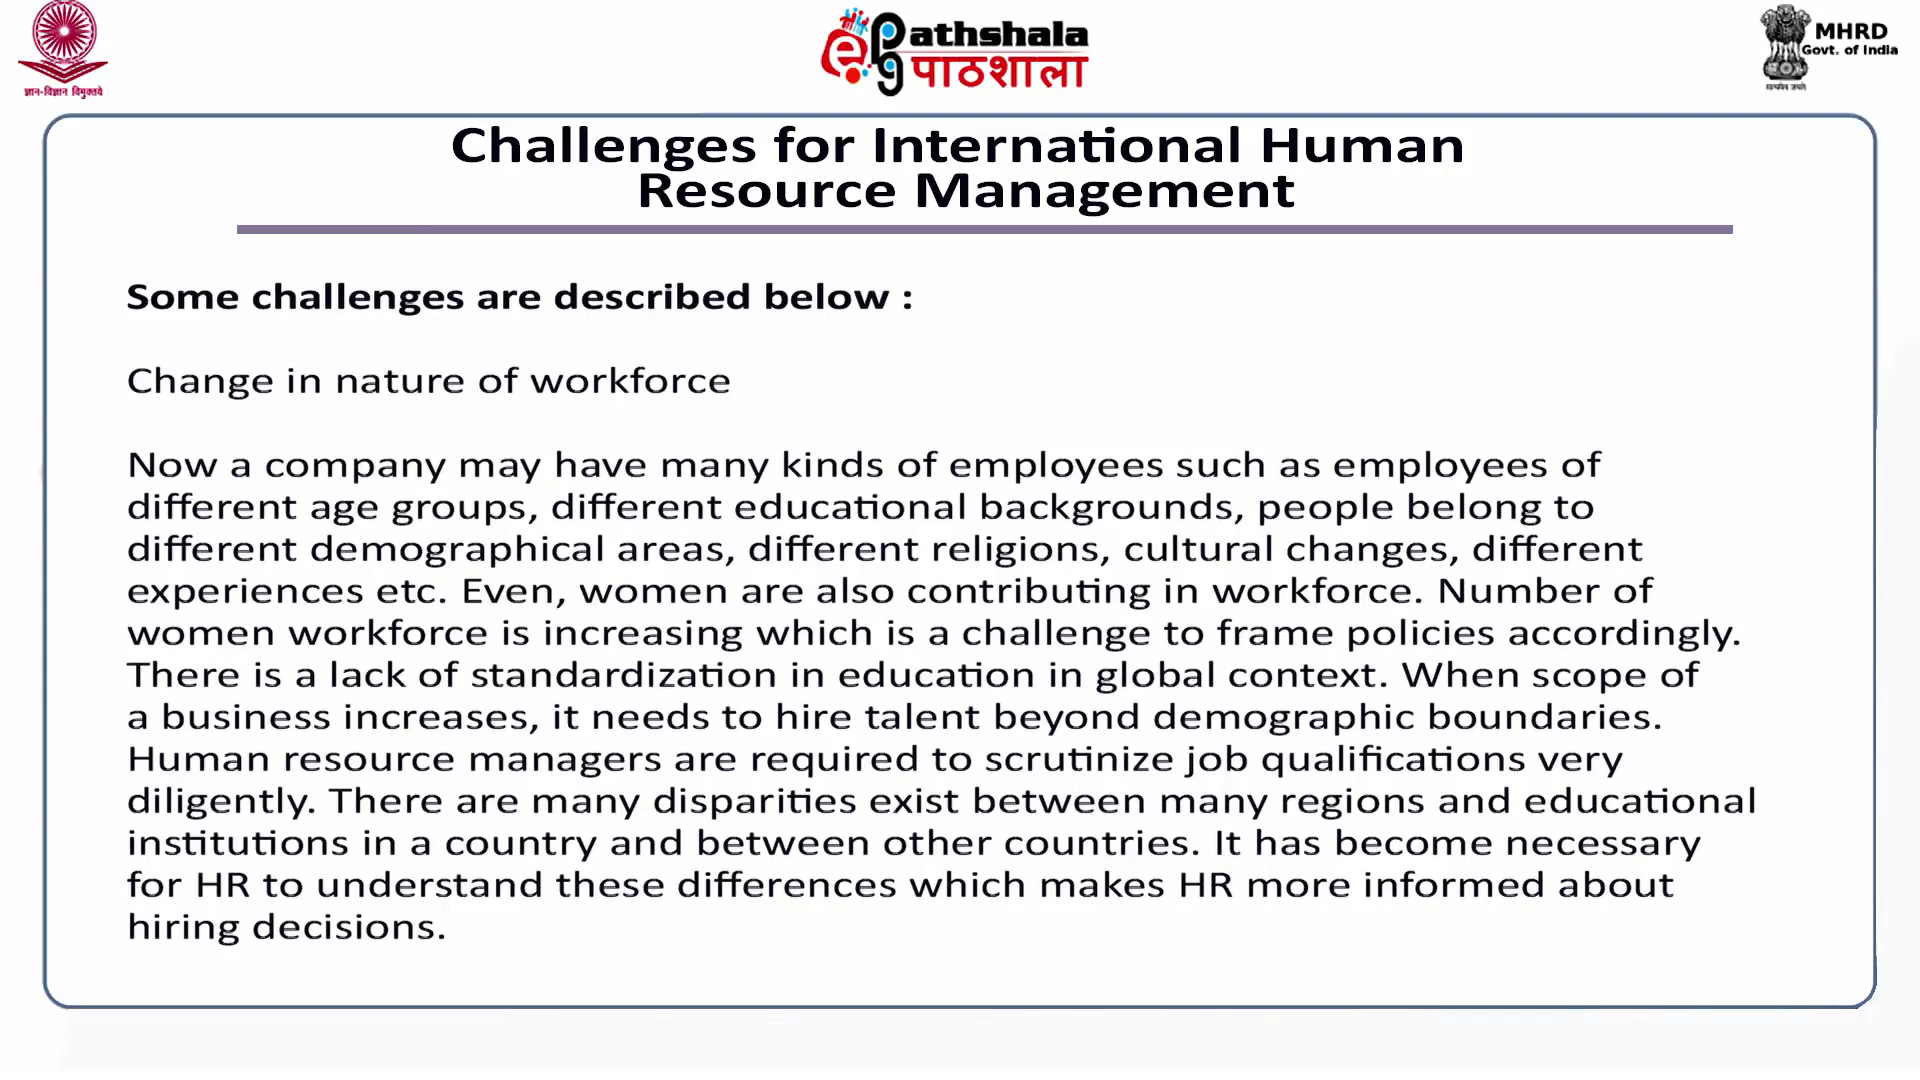 ज्ञान-विज्ञान विमुक्तये
ePG athshala
पाठशाला
MHRD
Govt. of India
सत्यमेव जयते
Challenges for International Human
Resource Management
Some challenges are described below :
Change in nature of workforce
Now a company may have many kinds of employees such as employees of
different age groups, different educational backgrounds, people belong to
different demographical areas, different religions, cultural changes, different
experiences etc. Even, women are also contributing in workforce. Number of
women workforce is increasing which is a challenge to frame policies accordingly.
There is a lack of standardization in education in global context. When scope of
a business increases, it needs to hire talent beyond demographic boundaries.
Human resource managers are required to scrutinize job qualifications very
diligently. There are many disparities exist between many regions and educational
institutions in a country and between other countries. It has become necessary
for HR to understand these differences which makes HR more informed about
hiring decisions.